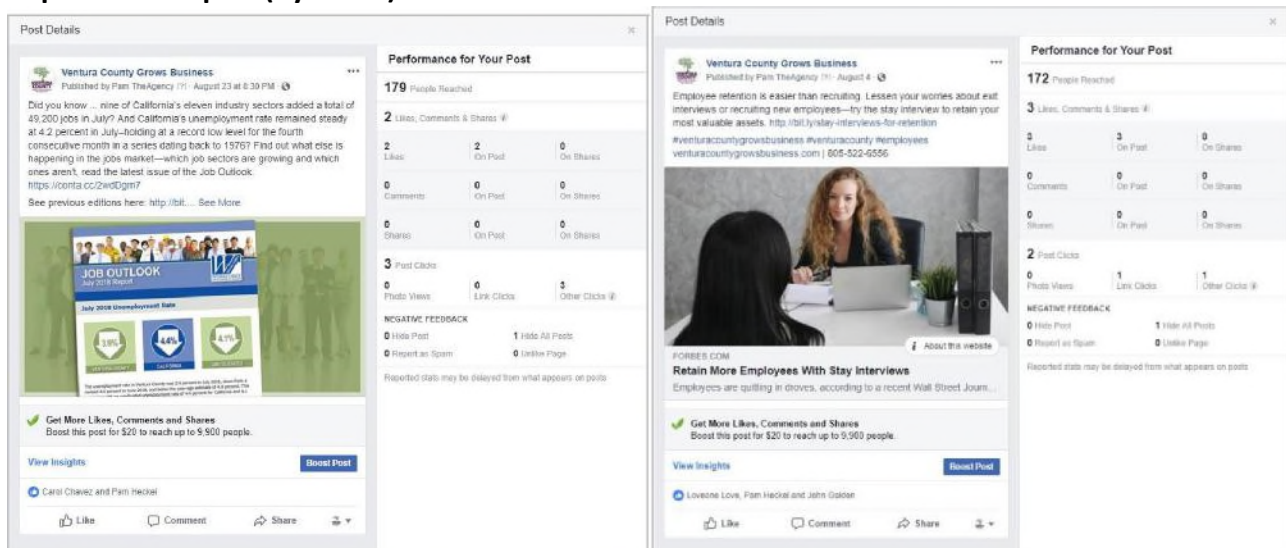 Post Details
Ventura County Grows Business
Published by Pam TheAgency [?] · August 23 at 8:30 PM ·
Did you know ... nine of California's eleven industry sectors added a total of
49,200 jobs in July? And California's unemployment rate remained steady
at 4.2 percent in July–holding at a record low level for the fourth
consecutive month in a series dating back to 1976? Find out what else is
happening in the jobs market—which job sectors are growing and which
ones aren't, read the latest issue of the Job Outlook:
https://conta.cc/2wdDgm7
See previous editions here: http://bit.... See More
JOB OUTLOOK
July 2018 Report
July 2018 Unemployment Rate
3.9%
4.4%
4.1%
CALIFORNIA
Get More Likes, Comments and Shares
Boost this post for $20 to reach up to 9,900 people.
View Insights
Boost Post
Carol Chavez and Pam Heckel
Like
Comment
Share
Performance for Your Post
179 People Reached
2 Likes, Comments & Shares
2 2 0
Likes On Post On Shares
0 0 0
Comments On Post On Shares
0 0 0
Shares On Post On Shares
3 Post Clicks
0 0 3
Photo Views Link Clicks Other Clicks
NEGATIVE FEEDBACK
0 Hide Post 1 Hide All Posts
0 Report as Spam 0 Unlike Page
Reported stats may be delayed from what appears on posts
Post Details
Ventura County Grows Business
Published by Pam TheAgency [?] · August 4 ·
Employee retention is easier than recruiting. Lessen your worries about exit
interviews or recruiting new employees—try the stay interview to retain your
most valuable assets. http://bit.ly/stay-interviews-for-retention
#venturacountygrowsbusiness #venturacounty #employees
venturacountygrowsbusiness.com | 805-522-6556
About this website
FORBES.COM
Retain More Employees With Stay Interviews
Employees are quitting in droves, according to a recent Wall Street Journ...
Get More Likes, Comments and Shares
Boost this post for $20 to reach up to 9,900 people.
View Insights
Boost Post
Loveone Love, Pam Heckel and John Golden
Like
Comment
Share
Performance for Your Post
172 People Reached
3 Likes, Comments & Shares
3 3 0
Likes On Post On Shares
0 0 0
Comments On Post On Shares
0 0 0
Shares On Post On Shares
2 Post Clicks
0 1 1
Photo Views Link Clicks Other Clicks
NEGATIVE FEEDBACK
0 Hide Post 1 Hide All Posts
0 Report as Spam 0 Unlike Page
Reported stats may be delayed from what appears on posts